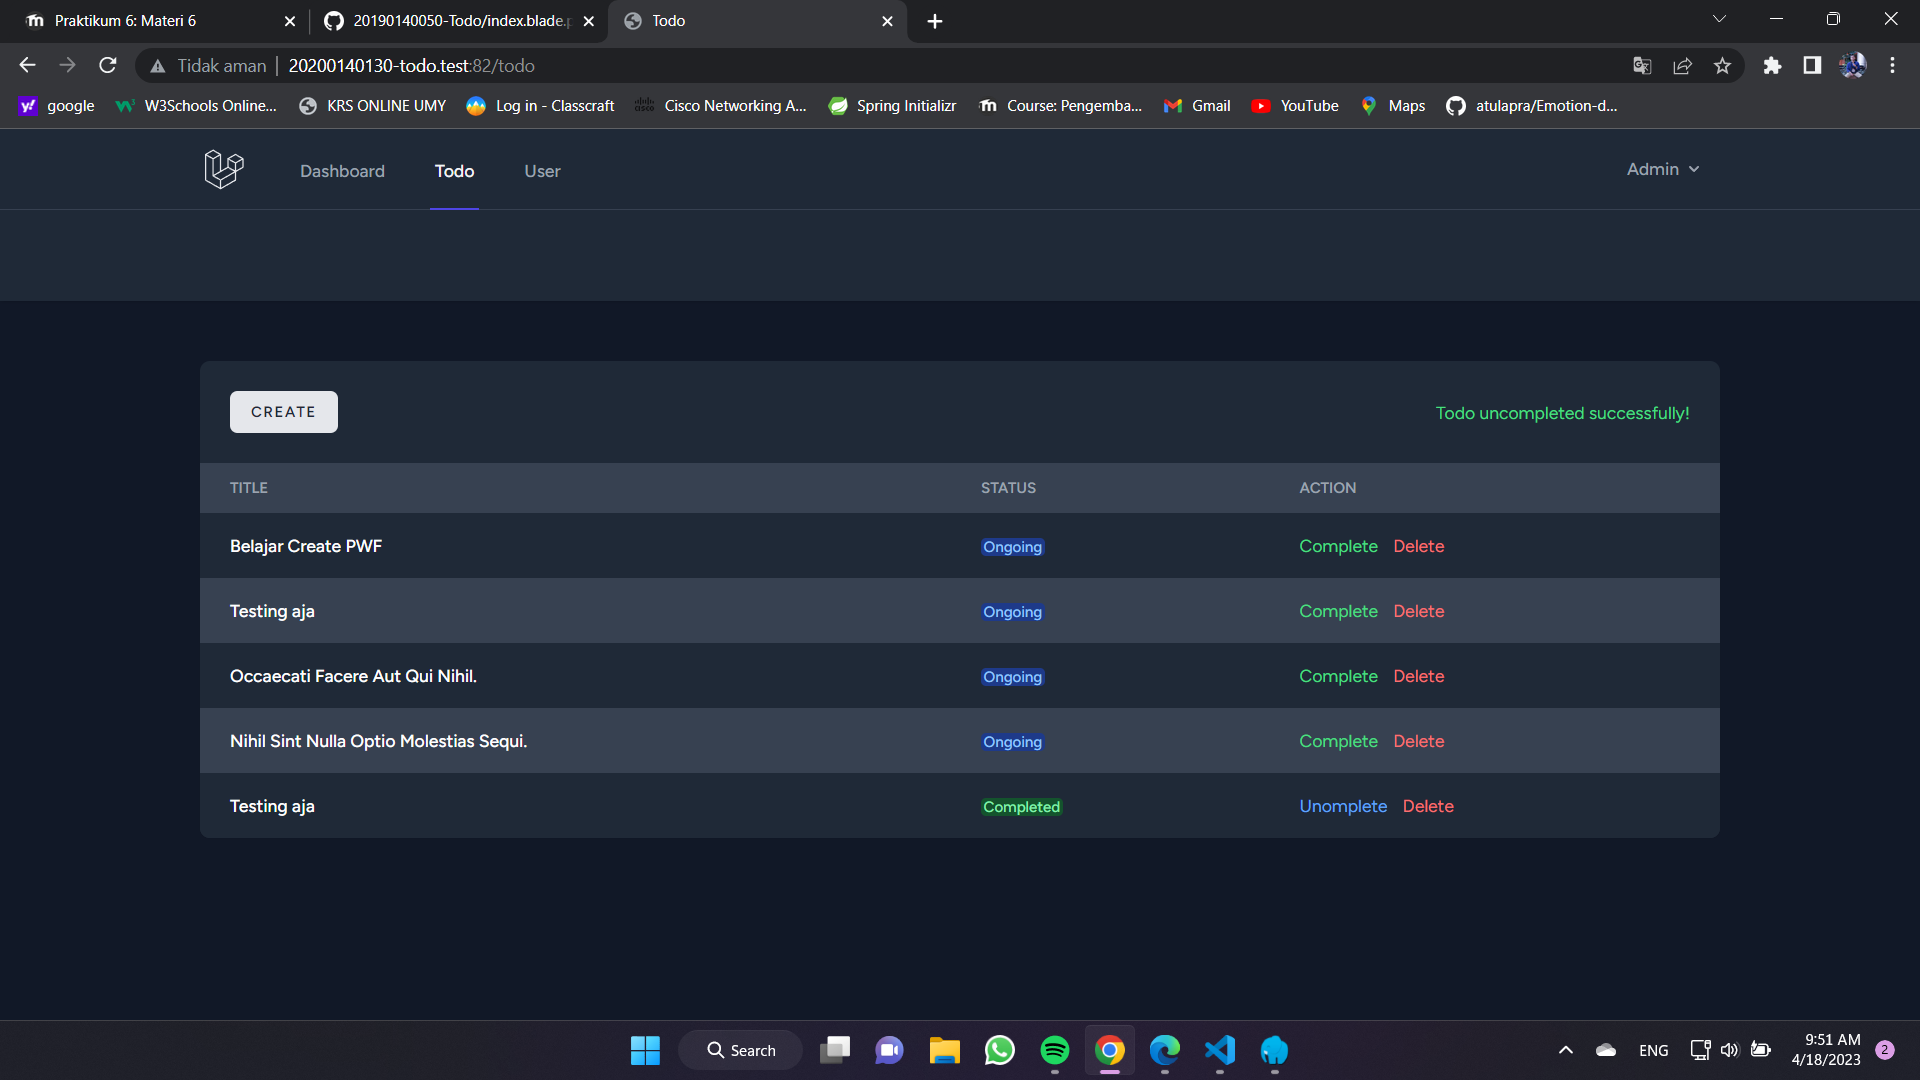 Praktikum 6: Materi 6
20190140050-Todo/index.blade.p
Todo
Tidak aman
20200140130-todo.test:82/todo
google
W3Schools Online...
KRS ONLINE UMY
Log in - Classcraft
Cisco Networking A...
Spring Initializr
Course: Pengemba...
Gmail
YouTube
Maps
atulapra/Emotion-d...
Dashboard
Todo
User
Admin
CREATE
Todo uncompleted successfully!
TITLE STATUS ACTION
Belajar Create PWF Ongoing Complete Delete
Testing aja Ongoing Complete Delete
Occaecati Facere Aut Qui Nihil. Ongoing Complete Delete
Nihil Sint Nulla Optio Molestias Sequi. Ongoing Complete Delete
Testing aja Completed Unomplete Delete
Search
ENG
9:51 AM
4/18/2023
2